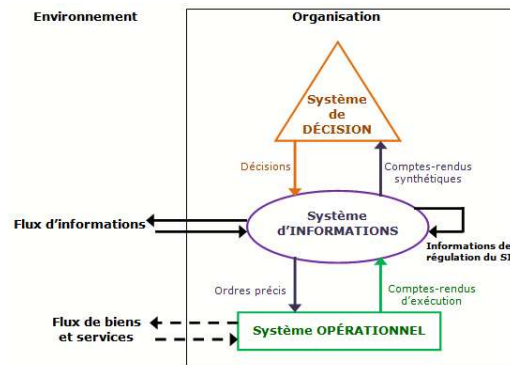 Environnement
Organisation
Système
de
DÉCISION
Décisions
Comptes-rendus
synthétiques
Flux d'informations
Système
d'INFORMATIONS
Informations de
régulation du SI
Ordres précis
Comptes-rendus
d'exécution
Flux de biens
et services
Système OPÉRATIONNEL